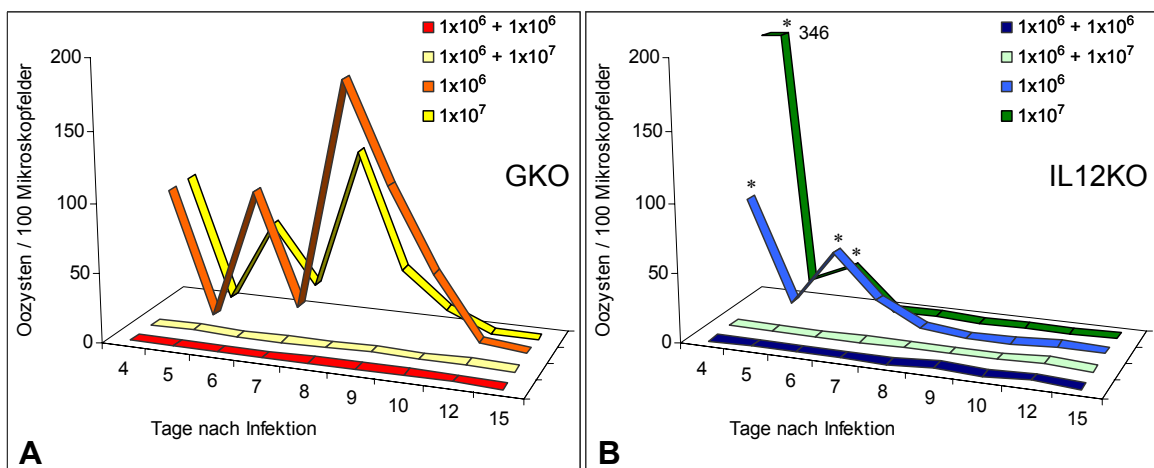 Oozysten / 100 Mikroskopfelder
200
150
100
50
0
1x10⁶ + 1x10⁶
1x10⁶ + 1x10⁷
1x10⁶
1x10⁷
GKO
4 5 6 7 8 9 10 12 15
Tage nach Infektion
A
Oozysten / 100 Mikroskopfelder
200
150
100
50
0
* 346
*
* *
1x10⁶ + 1x10⁶
1x10⁶ + 1x10⁷
1x10⁶
1x10⁷
IL12KO
4 5 6 7 8 9 10 12 15
Tage nach Infektion
B